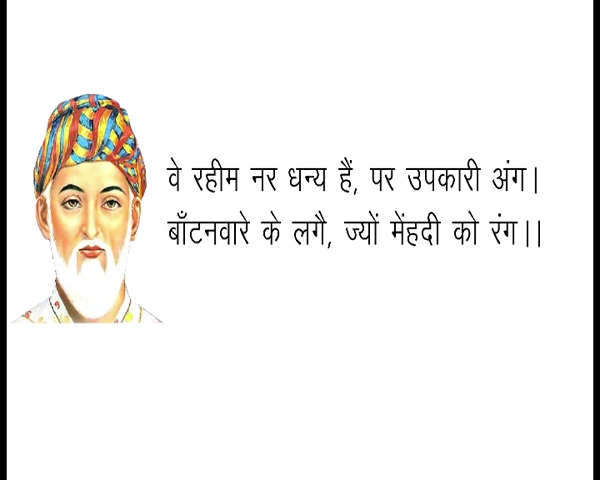 वे रहीम नर धन्य हैं, पर उपकारी अंग।
बाँटनवारे के लगै, ज्यों मेंहदी को रंग।।